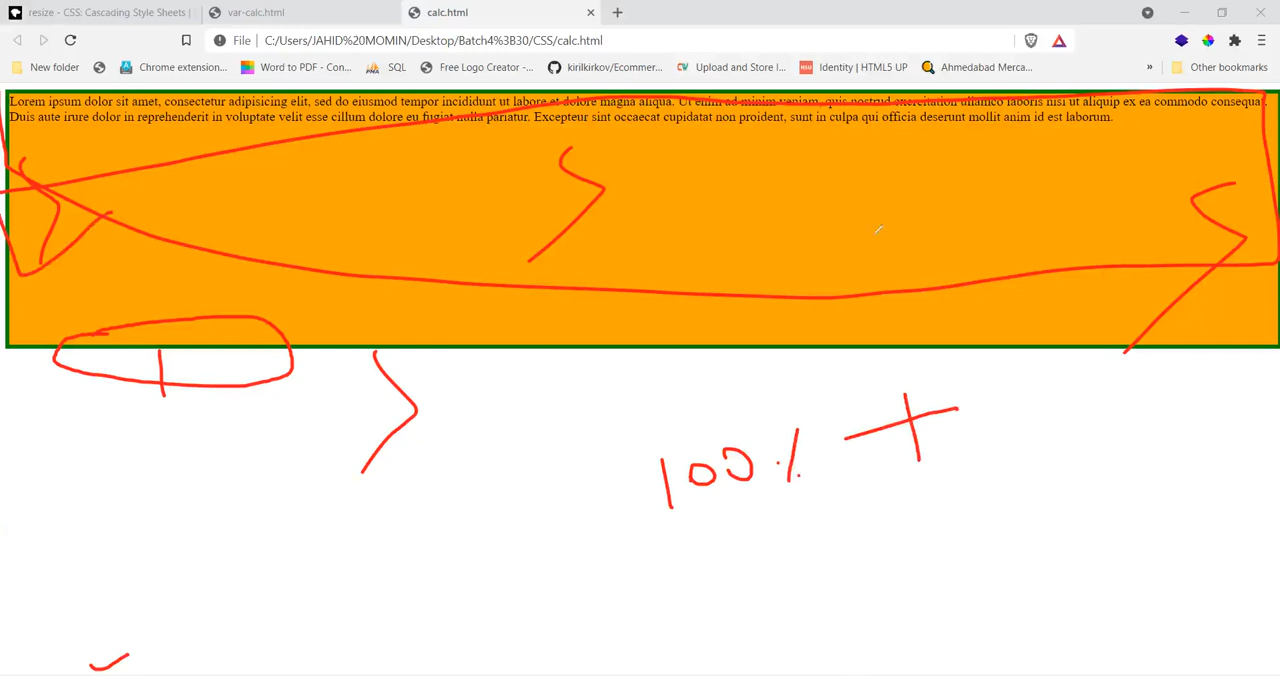 resize - CSS: Cascading Style Sheets |
var-calc.html
calc.html
File
C:/Users/JAHID%20MOMIN/Desktop/Batch4%3B30/CSS/calc.html
New folder
Chrome extension...
Word to PDF - Con...
SQL
Free Logo Creator -...
kirilkirkov/Ecommer...
Upload and Store I...
Identity | HTML5 UP
Ahmedabad Merca...
»
Other bookmarks
Lorem ipsum dolor sit amet, consectetur adipisicing elit, sed do eiusmod tempor incididunt ut labore et dolore magna aliqua. Ut enim ad minim veniam, quis nostrud exercitation ullamco laboris nisi ut aliquip ex ea commodo consequat.
Duis aute irure dolor in reprehenderit in voluptate velit esse cillum dolore eu fugiat nulla pariatur. Excepteur sint occaecat cupidatat non proident, sunt in culpa qui officia deserunt mollit anim id est laborum.
100% +